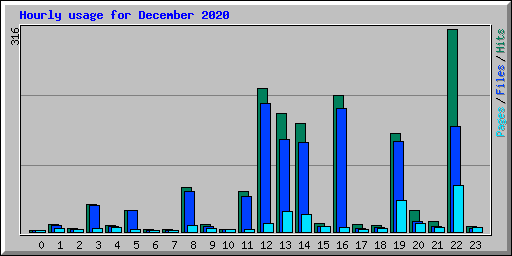 Hourly usage for December 2020
316
Pages/Files/Hits
0 1 2 3 4 5 6 7 8 9 10 11 12 13 14 15 16 17 18 19 20 21 22 23